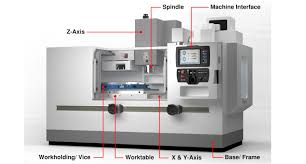 Spindle
Machine Interface
Z-Axis
Workholding/ Vice
Worktable
X & Y-Axis
Base/ Frame